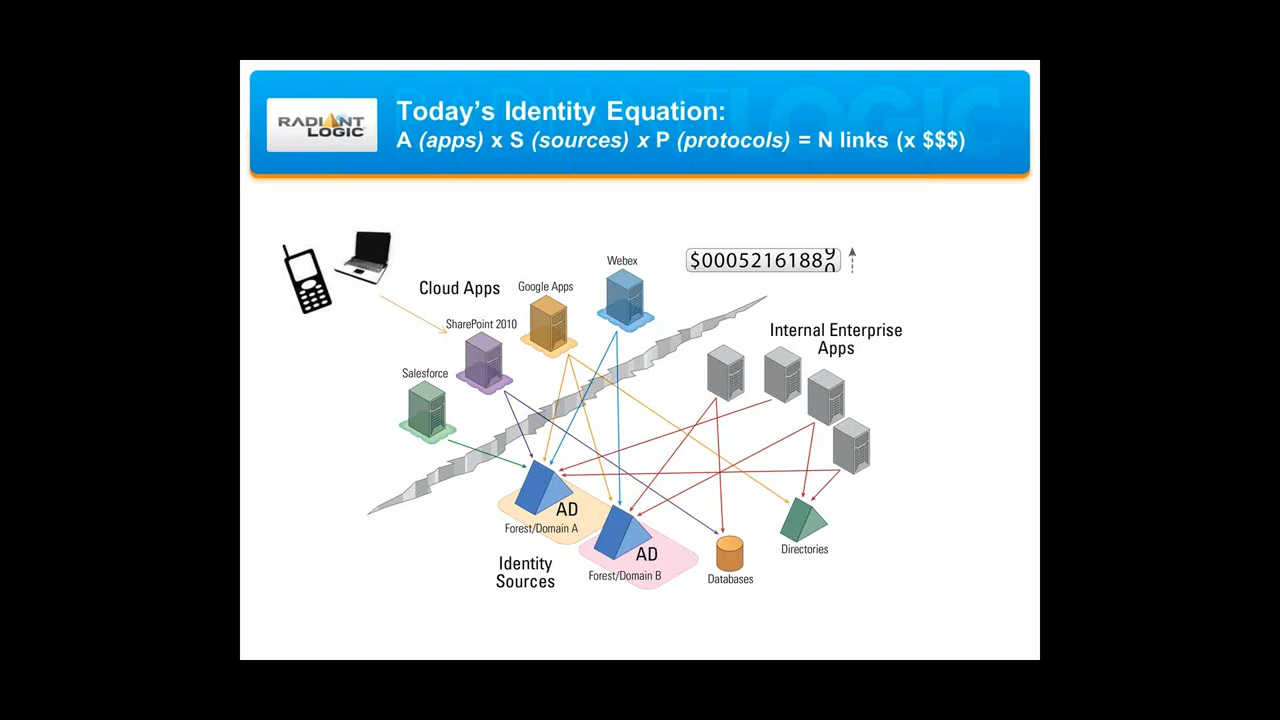 RADIANT
LOGIC
Today's Identity Equation:
A (apps) x S (sources) x P (protocols) = N links (x $$$)
Webex
$0005216188
Cloud Apps
Google Apps
SharePoint 2010
Internal Enterprise
Apps
Salesforce
AD
Forest/Domain A
AD
Forest/Domain B
Identity
Sources
Databases
Directories